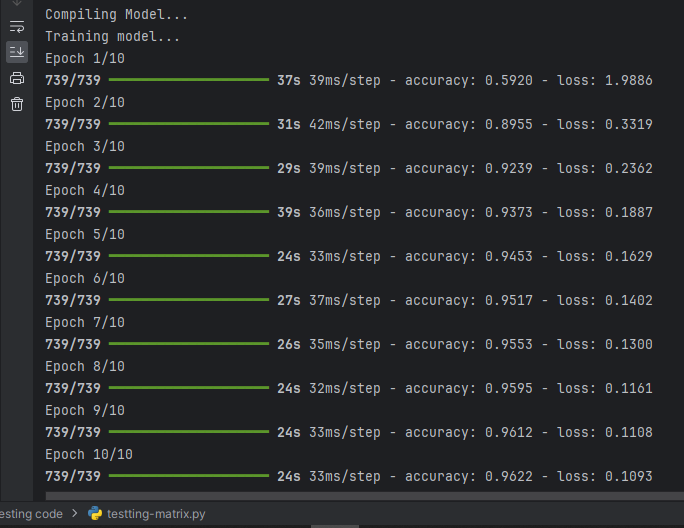 Compiling Model...
Training model...
Epoch 1/10
739/739 37s 39ms/step - accuracy: 0.5920 - loss: 1.9886
Epoch 2/10
739/739 31s 42ms/step - accuracy: 0.8955 - loss: 0.3319
Epoch 3/10
739/739 29s 39ms/step - accuracy: 0.9239 - loss: 0.2362
Epoch 4/10
739/739 39s 36ms/step - accuracy: 0.9373 - loss: 0.1887
Epoch 5/10
739/739 24s 33ms/step - accuracy: 0.9453 - loss: 0.1629
Epoch 6/10
739/739 27s 37ms/step - accuracy: 0.9517 - loss: 0.1402
Epoch 7/10
739/739 26s 35ms/step - accuracy: 0.9553 - loss: 0.1300
Epoch 8/10
739/739 24s 32ms/step - accuracy: 0.9595 - loss: 0.1161
Epoch 9/10
739/739 24s 33ms/step - accuracy: 0.9612 - loss: 0.1108
Epoch 10/10
739/739 24s 33ms/step - accuracy: 0.9622 - loss: 0.1093
esting code > testting-matrix.py